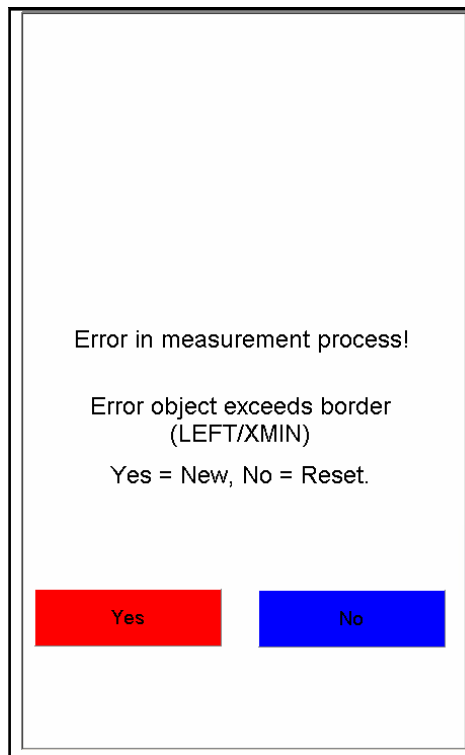 Error in measurement process!
Error object exceeds border
(LEFT/XMIN)
Yes = New, No = Reset.
Yes
No